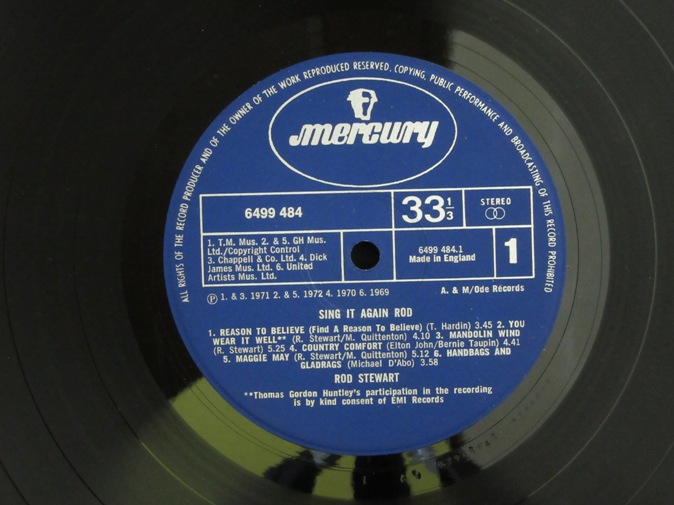 ALL RIGHTS OF THE RECORD PRODUCER AND OF THE OWNER OF THE WORK REPRODUCED RESERVED. COPYING, PUBLIC PERFORMANCE AND BROADCASTING OF THIS RECORD PROHIBITED
mercury
6499 484
33 1/3
STEREO
1. T.M. Mus. 2. & 5. GH Mus.
Ltd./Copyright Control
3. Chappell & Co. Ltd. 4. Dick
James Mus. Ltd. 6. United
Artists Mus. Ltd.
6499 484.1
Made in England
1
Ⓟ 1. & 3. 1971 2. & 5. 1972 4. 1970 6. 1969
A. & M/Ode Records
SING IT AGAIN ROD
1. REASON TO BELIEVE (Find A Reason To Believe) (T. Hardin) 3.45 2. YOU
WEAR IT WELL** (R. Stewart/M. Quittenton) 4.10 3. MANDOLIN WIND
(R. Stewart) 5.25 4. COUNTRY COMFORT (Elton John/Bernie Taupin) 4.41
5. MAGGIE MAY (R. Stewart/M. Quittenton) 5.12 6. HANDBAGS AND
GLADRAGS (Michael D'Abo) 3.58
ROD STEWART
**Thomas Gordon Huntley's participation in the recording
is by kind consent of EMI Records